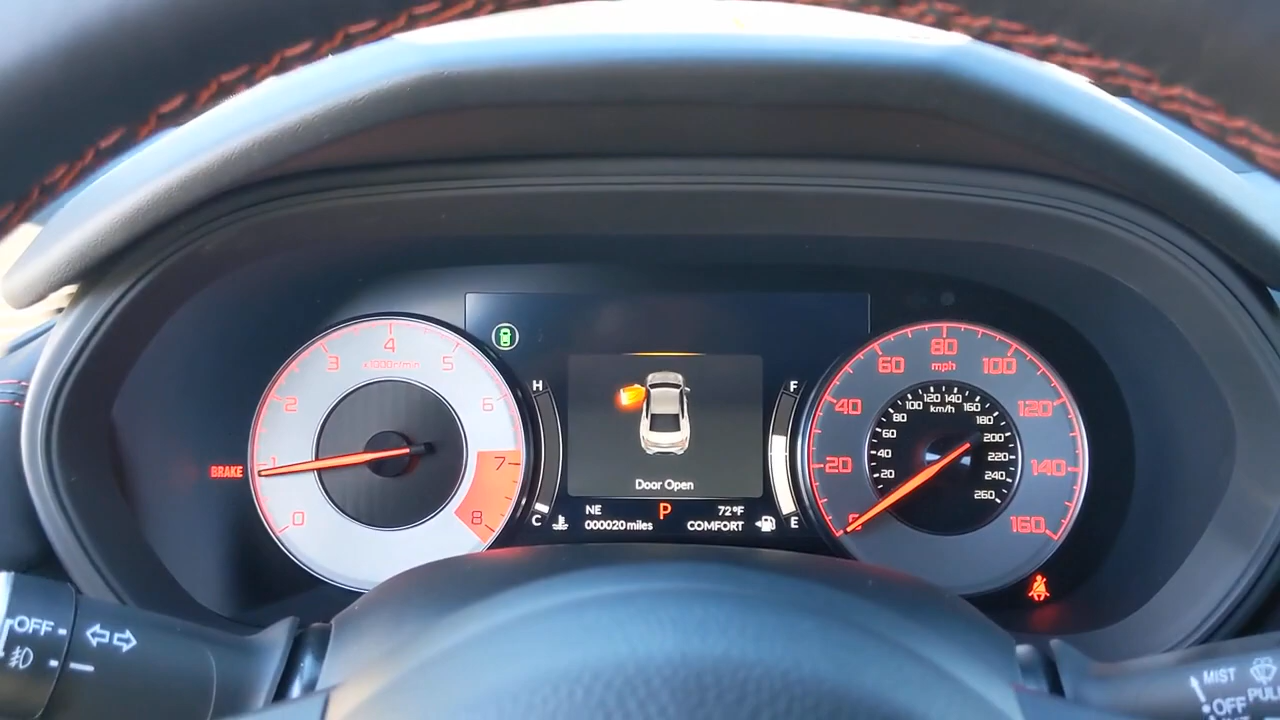 BRAKE
0
1
2
3
4
5
6
7
8
x1000r/min
H
C
Door Open
NE
000020 miles
P
72°F
COMFORT
F
E
0
20
40
60
80
100
120
140
160
mph
20
40
60
80
100
120
140
160
180
200
220
240
260
km/h
OFF
MIST
OFF
PULL